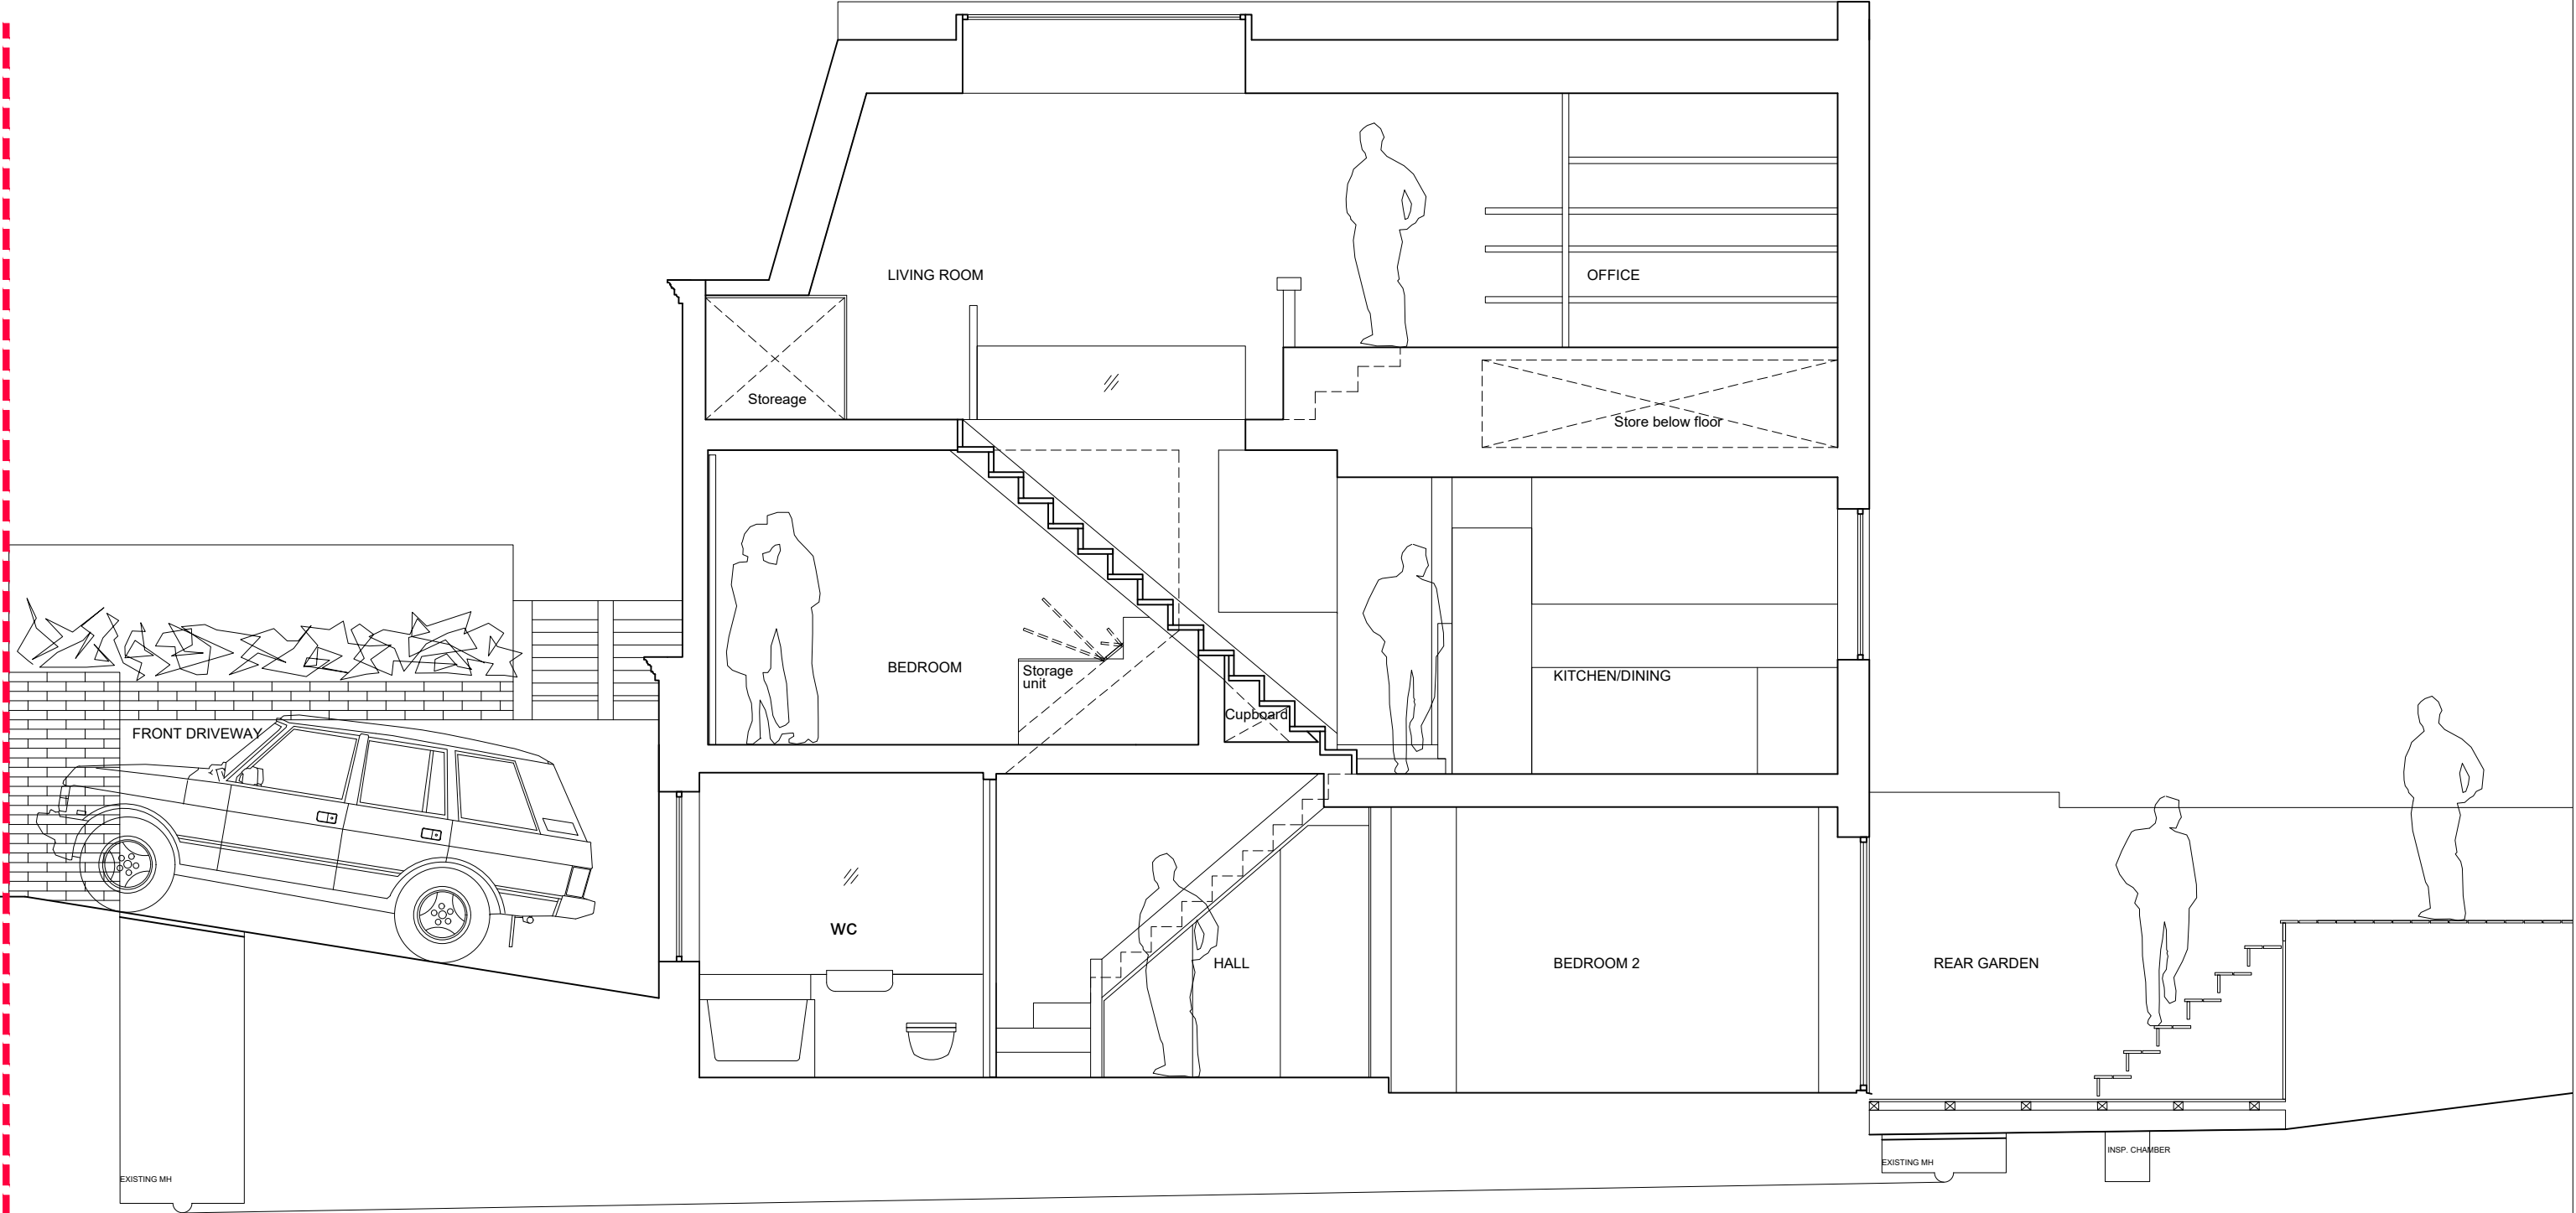 LIVING ROOM
OFFICE
Storeage
Store below floor
BEDROOM
Storage
unit
KITCHEN/DINING
Cupboard
FRONT DRIVEWAY
WC
HALL
BEDROOM 2
REAR GARDEN
EXISTING MH
EXISTING MH
INSP. CHAMBER